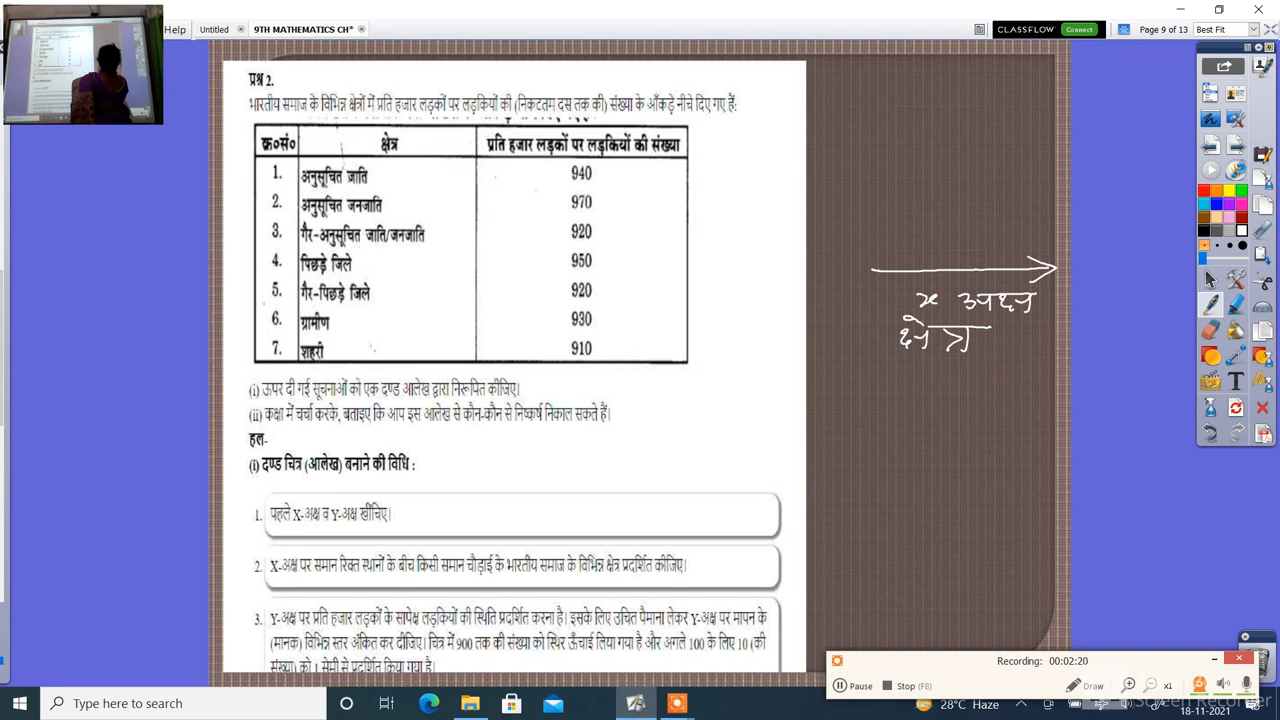 Help
Untitled
9TH MATHEMATICS CH*
CLASSFLOW
Connect
Page 9 of 13
Best Fit
प्रश्न 2.
भारतीय समाज के विभिन्न क्षेत्रों में प्रति हजार लड़कों पर लड़कियों की (निकटतम दस तक की) संख्या के आँकड़े नीचे दिए गए हैं:
क्र०सं० क्षेत्र प्रति हजार लड़कों पर लड़कियों की संख्या
1. अनुसूचित जाति 940
2. अनुसूचित जनजाति 970
3. गैर-अनुसूचित जाति/जनजाति 920
4. पिछड़े जिले 950
5. गैर-पिछड़े जिले 920
6. ग्रामीण 930
7. शहरी 910
(i) ऊपर दी गई सूचनाओं को एक दण्ड आलेख द्वारा निरूपित कीजिए।
(ii) कक्षा में चर्चा करके, बताइए कि आप इस आलेख से कौन-कौन से निष्कर्ष निकाल सकते हैं।
हल-
(i) दण्ड चित्र (आलेख) बनाने की विधि :
1. पहले X-अक्ष व Y-अक्ष खींचिए।
2. X-अक्ष पर समान रिक्त स्थानों के बीच किसी समान चौड़ाई के भारतीय समाज के विभिन्न क्षेत्र प्रदर्शित कीजिए।
3. Y-अक्ष पर प्रति हजार लड़कों के सापेक्ष लड़कियों की स्थिति प्रदर्शित करना है। इसके लिए उचित पैमाना लेकर Y-अक्ष पर मापन के
(मानक) विभिन्न स्तर अंकित कर दीजिए। चित्र में 900 तक की संख्या को स्थिर ऊँचाई लिया गया है और अगले 100 के लिए 10 (की
संख्या) को 1 सेमी से प्रदर्शित किया गया है।
x
क्षेत्र
Recording: 00:02:20
Pause
Stop (F8)
Draw
x1
Type here to search
28°C Haze
18-11-2021